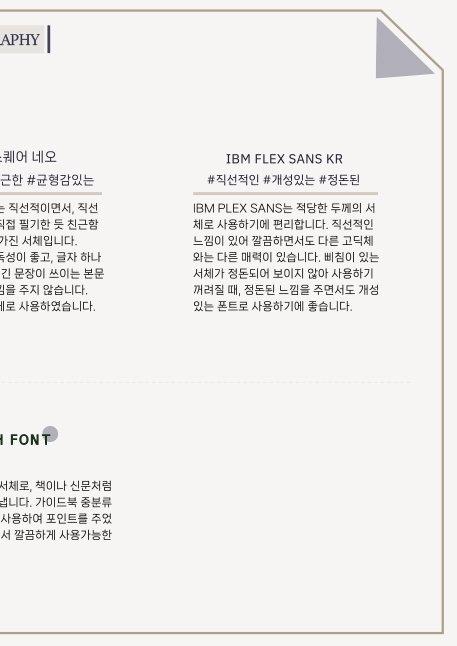 APHY
스퀘어 네오
근한 #균형감있는
는 직선적이면서, 직선
직접 필기한 듯 친근함
가진 서체입니다.
독성이 좋고, 글자 하나
긴 문장이 쓰이는 본문
낌을 주지 않습니다.
체로 사용하였습니다.
IBM FLEX SANS KR
#직선적인 #개성있는 #정돈된
IBM PLEX SANS는 적당한 두께의 서
체로 사용하기에 편리합니다. 직선적인
느낌이 있어 깔끔하면서도 다른 고딕체
와는 다른 매력이 있습니다. 삐침이 있는
서체가 정돈되어 보이지 않아 사용하기
꺼려질 때, 정돈된 느낌을 주면서도 개성
있는 폰트로 사용하기에 좋습니다.
H FONT
서체로, 책이나 신문처럼
냅니다. 가이드북 중분류
사용하여 포인트를 주었
서 깔끔하게 사용가능한